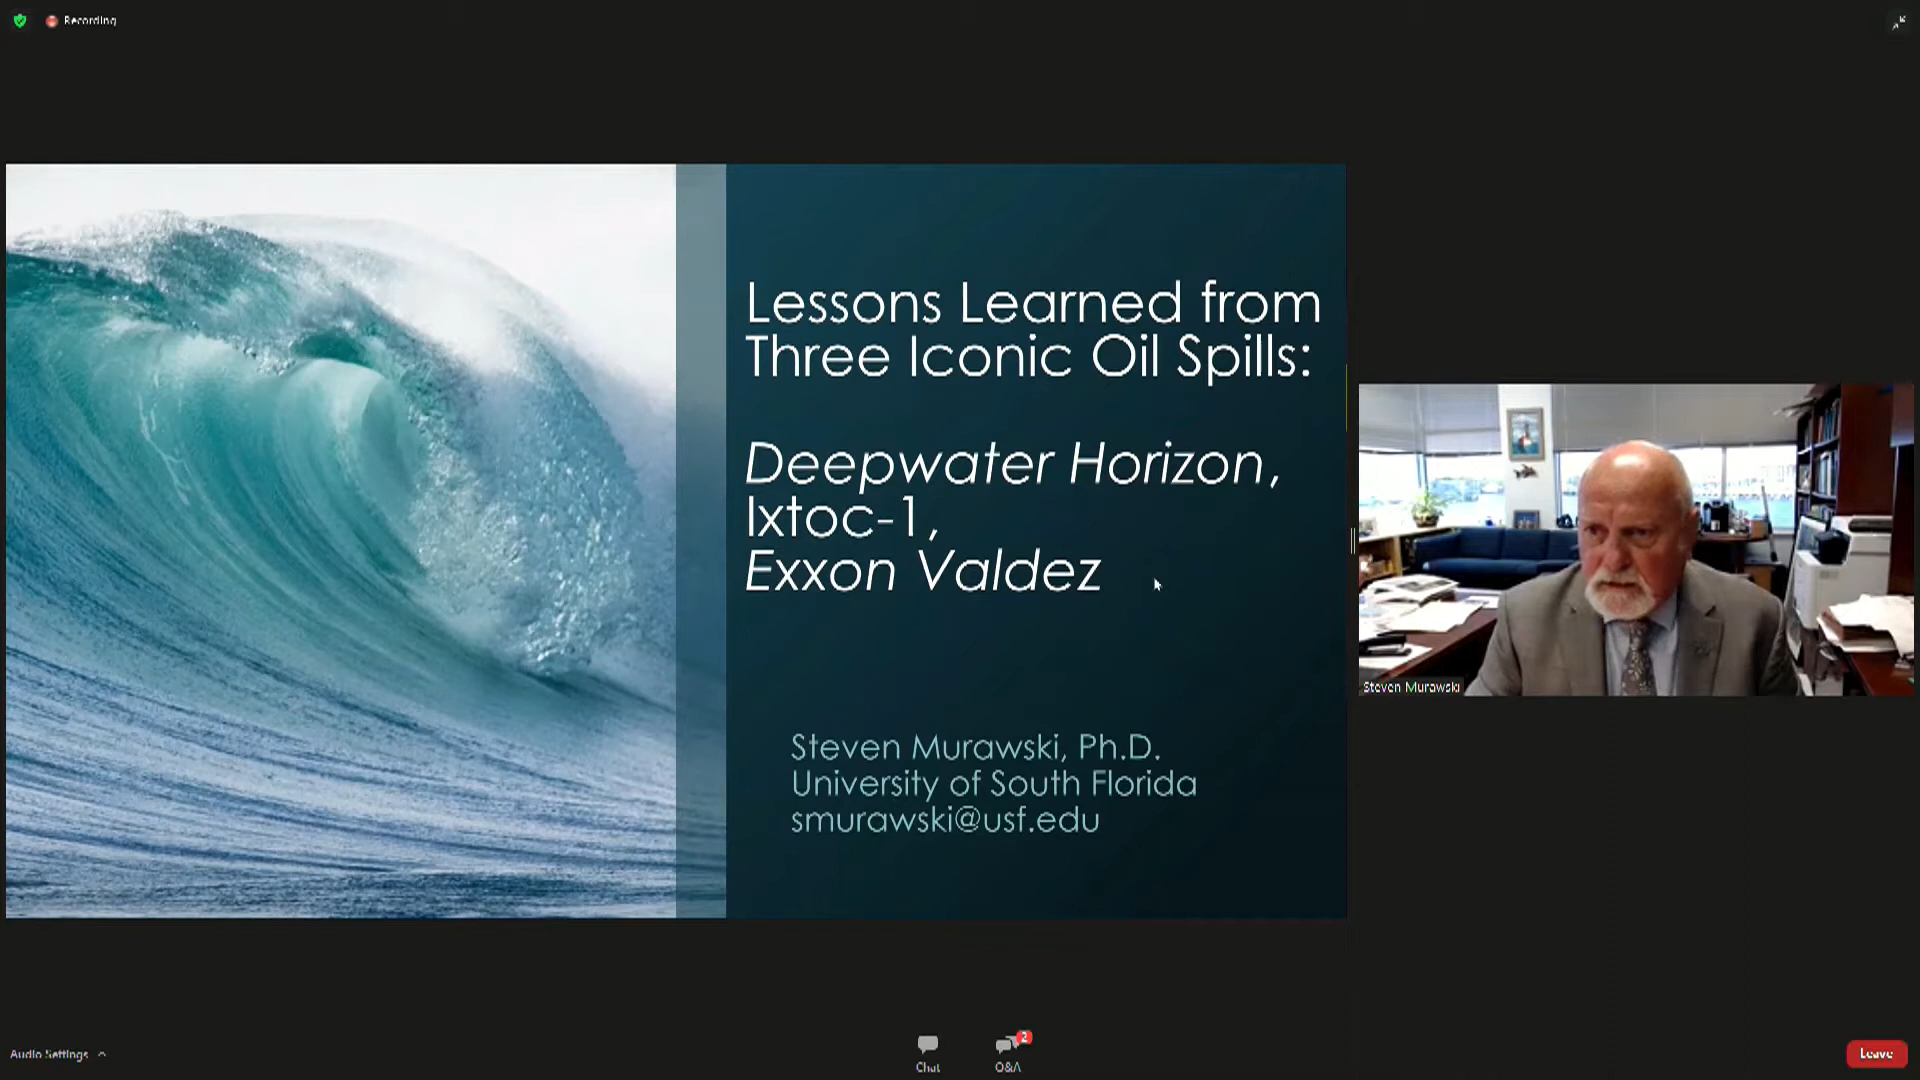 Recording
Lessons Learned from
Three Iconic Oil Spills:
Deepwater Horizon,
Ixtoc-1,
Exxon Valdez
Steven Murawski
Steven Murawski, Ph.D.
University of South Florida
smurawski@usf.edu
Audio Settings
Chat
2
Q&A
Leave